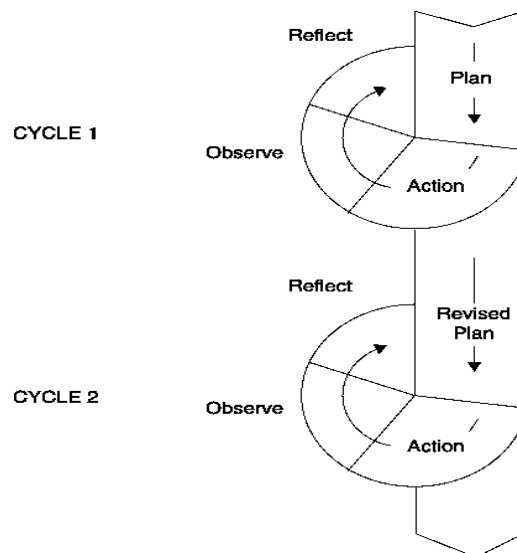 Reflect
Plan
CYCLE 1
Observe
Action
Reflect
Revised
Plan
CYCLE 2
Observe
Action